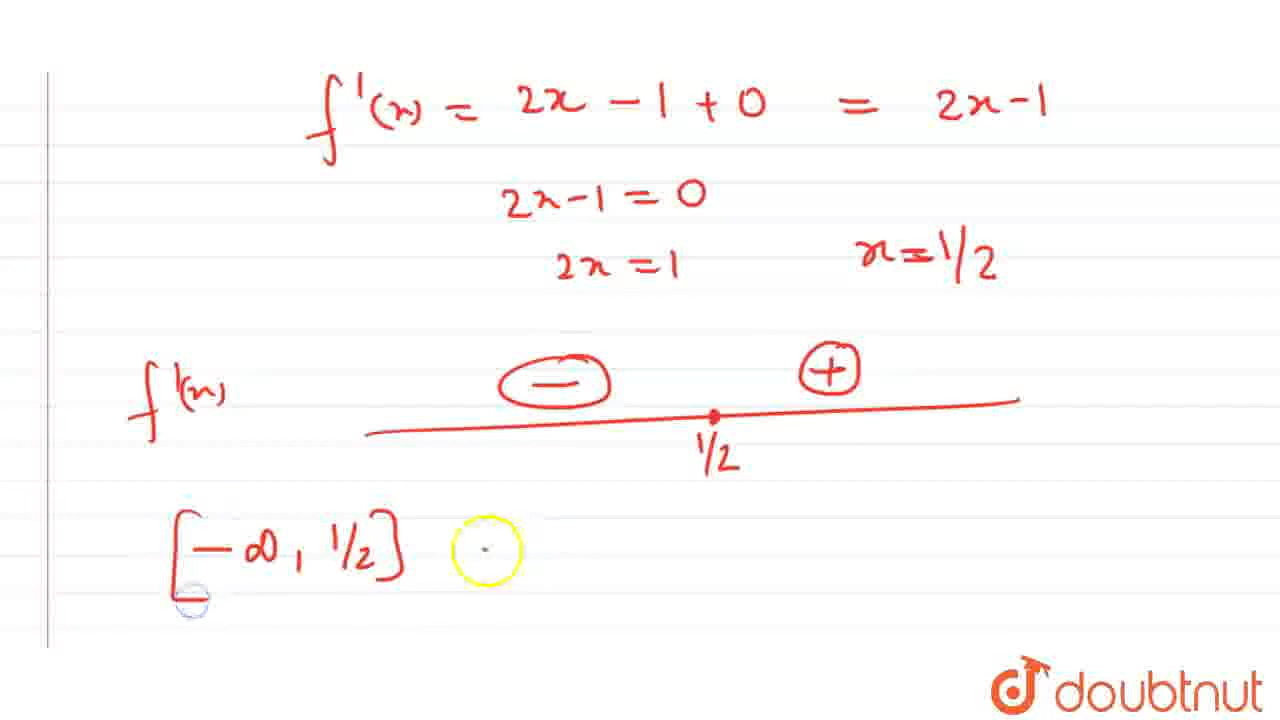 f'(x) = 2x - 1 + 0 = 2x - 1
2x - 1 = 0
2x = 1 x = 1/2
f'(x) - +
1/2
[-∞, 1/2]
doubtnut